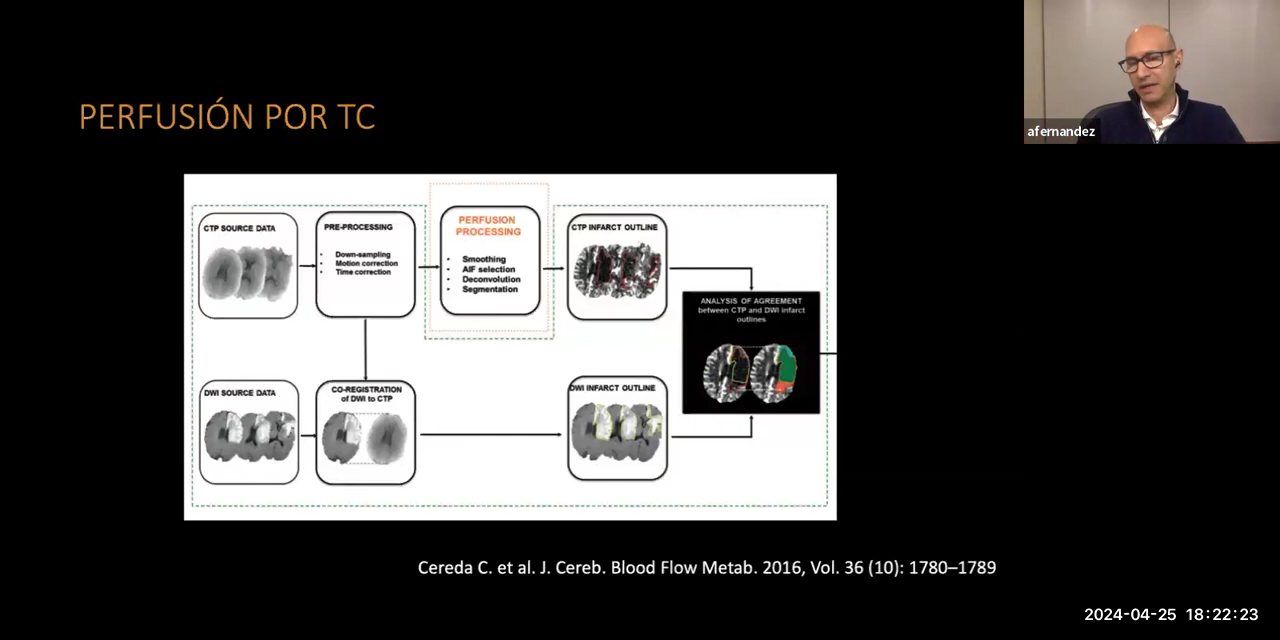 PERFUSIÓN POR TC
afernandez
CTP SOURCE DATA
PRE-PROCESSING
• Down-sampling
• Motion correction
• Time correction
PERFUSION
PROCESSING
• Smoothing
• AIF selection
• Deconvolution
• Segmentation
CTP INFARCT OUTLINE
ANALYSIS OF AGREEMENT
between CTP and DWI infarct
outlines
DWI SOURCE DATA
CO-REGISTRATION
of DWI to CTP
DWI INFARCT OUTLINE
Cereda C. et al. J. Cereb. Blood Flow Metab. 2016, Vol. 36 (10): 1780–1789
2024-04-25 18:22:23